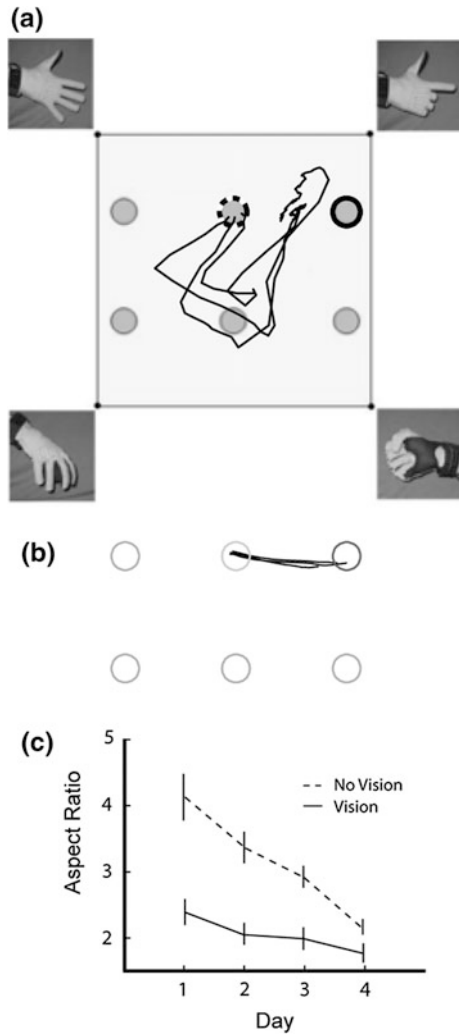 (a)
(b)
(c)
5
4
3
2
Aspect Ratio
No Vision
Vision
1 2 3 4
Day